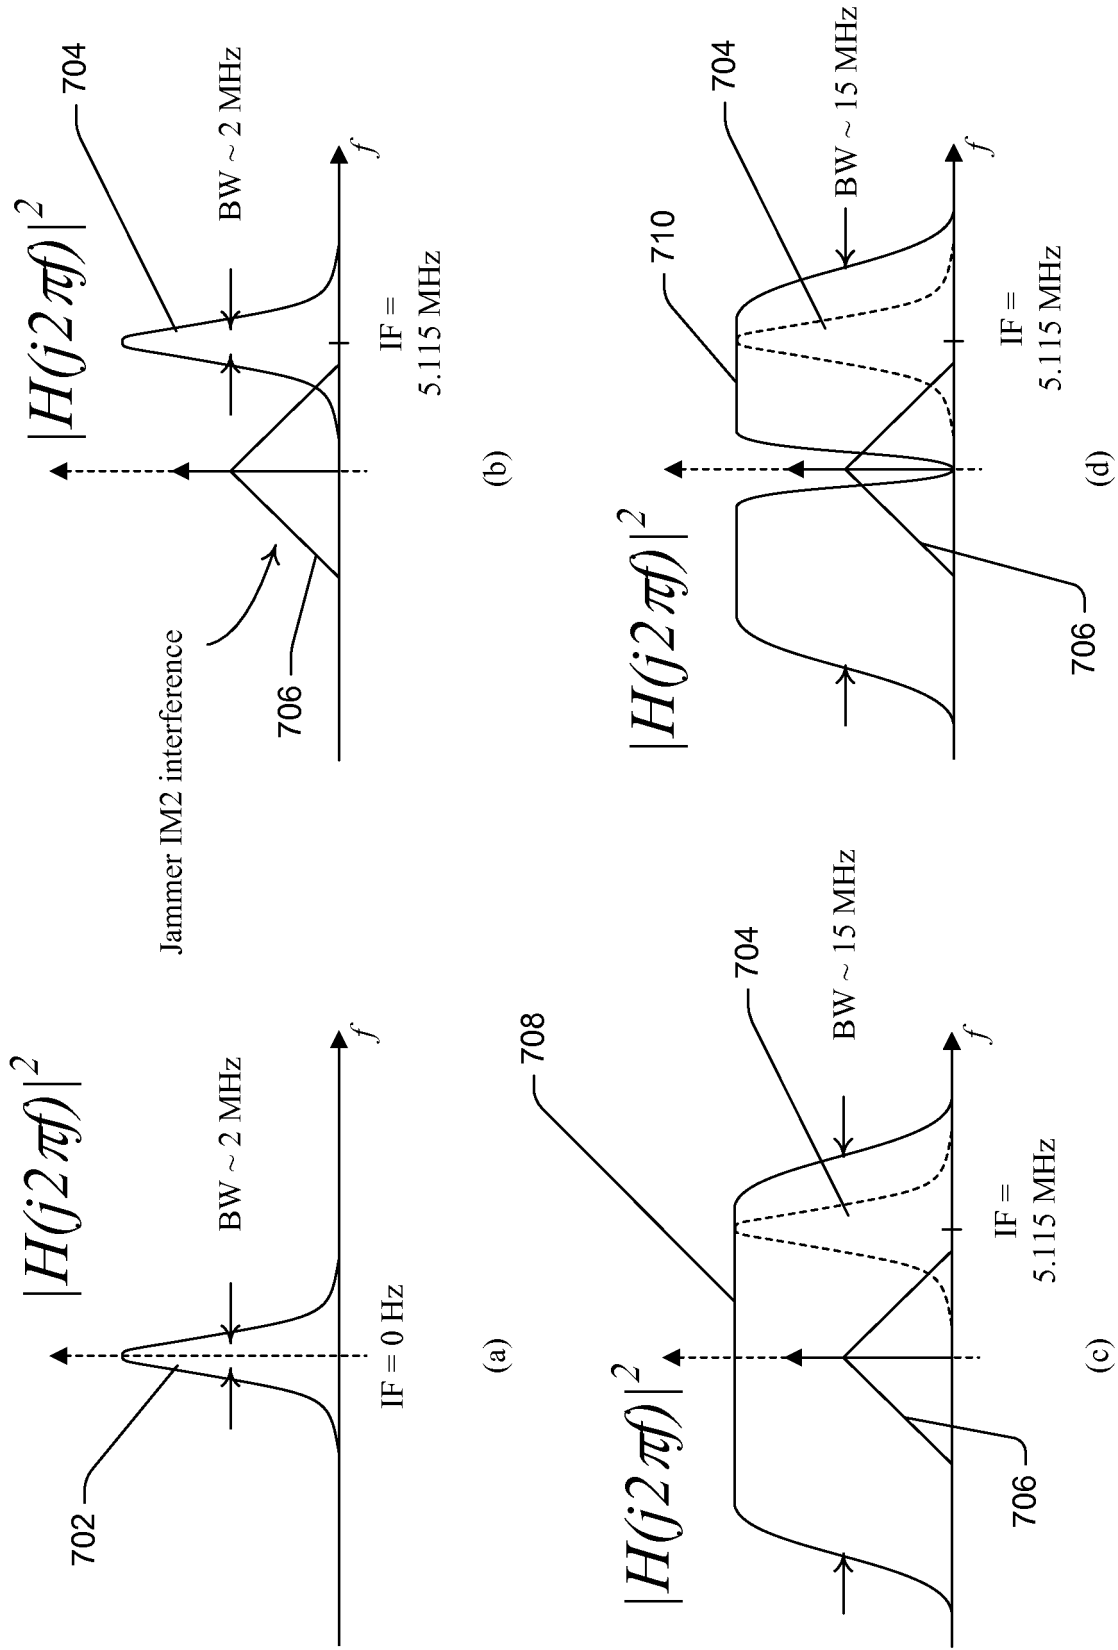 |H(j2πf)|²
702
BW ~ 2 MHz
f
IF = 0 Hz
(a)
|H(j2πf)|²
704
BW ~ 2 MHz
Jammer IM2 interference
706
f
IF =
5.115 MHz
(b)
|H(j2πf)|²
708
704
BW ~ 15 MHz
706
f
IF =
5.115 MHz
(c)
|H(j2πf)|²
710
704
BW ~ 15 MHz
706
f
IF =
5.115 MHz
(d)